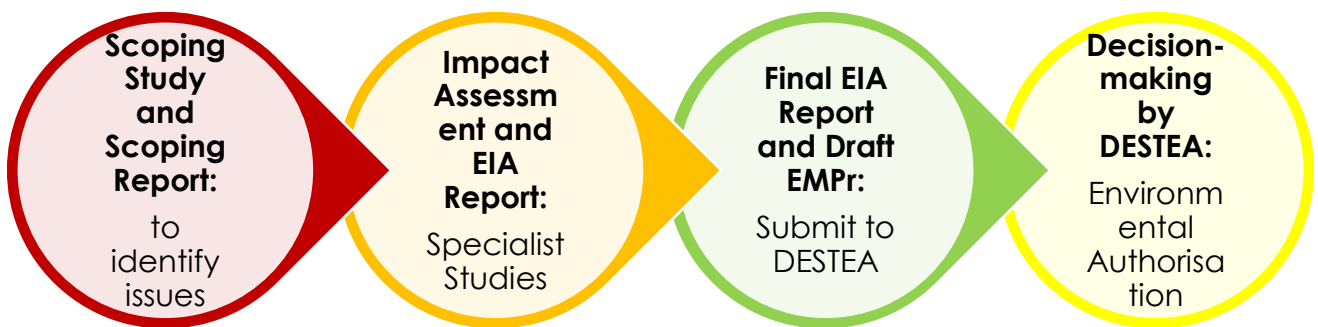 Scoping
Study
and
Scoping
Report:
to
identify
issues
Impact
Assessm
ent and
EIA
Report:
Specialist
Studies
Final EIA
Report
and Draft
EMPr:
Submit to
DESTEA
Decision-
making
by
DESTEA:
Environm
ental
Authorisa
tion